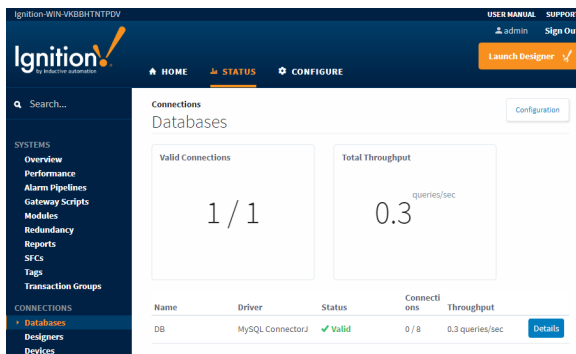 Ignition-WIN-VKBBHTNTPDV
USER MANUAL SUPPORT
admin Sign Out
Ignition!
by inductive automation
HOME STATUS CONFIGURE
Launch Designer
Search...
SYSTEMS
Overview
Performance
Alarm Pipelines
Gateway Scripts
Modules
Redundancy
Reports
SFCs
Tags
Transaction Groups
CONNECTIONS
Databases
Designers
Devices
Connections
Databases
Configuration
Valid Connections
1 / 1
Total Throughput
0.3 queries/sec
Name Driver Status Connecti
ons Throughput
DB MySQL ConnectorJ Valid 0 / 8 0.3 queries/sec Details